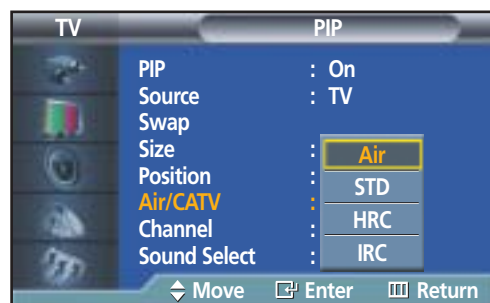 TV PIP
PIP : On
Source : TV
Swap
Size : Air
Position : STD
Air/CATV :
Channel : HRC
Sound Select : IRC
Move Enter Return